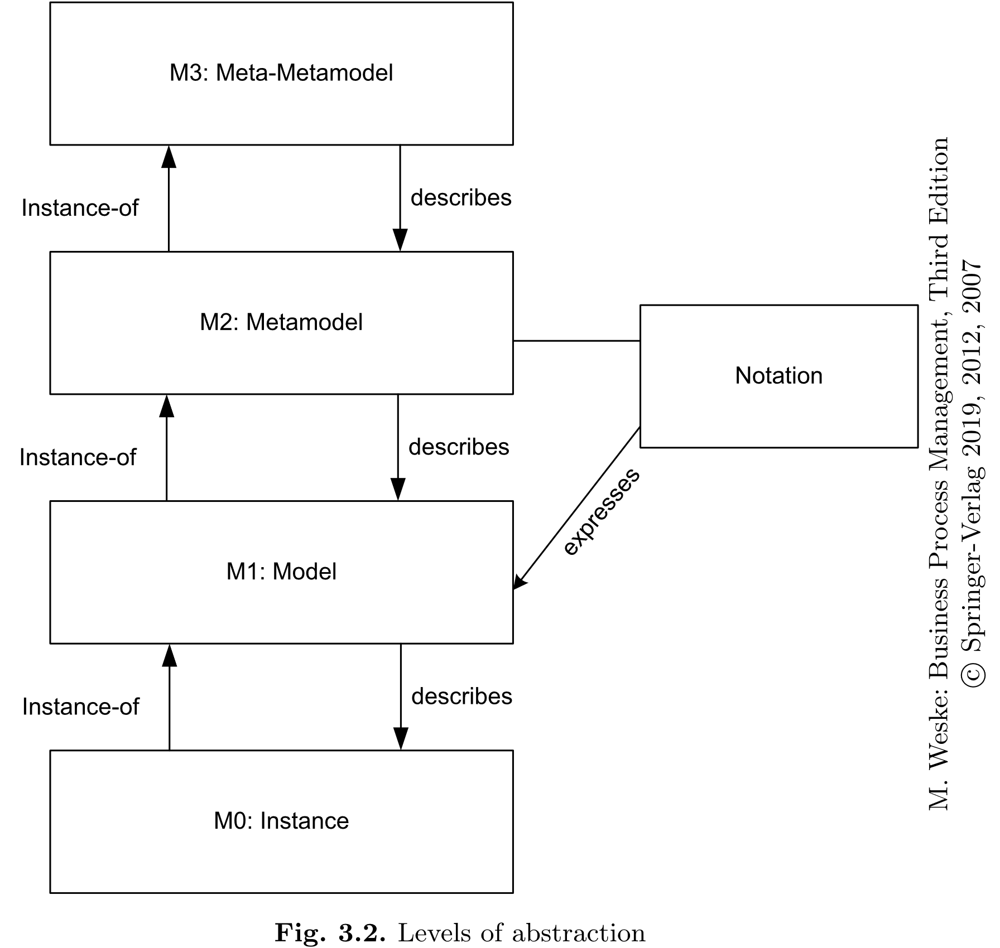 M3: Meta-Metamodel
Instance-of
describes
M2: Metamodel
Notation
Instance-of
describes
expresses
M1: Model
Instance-of
describes
M0: Instance
Fig. 3.2. Levels of abstraction
M. Weske: Business Process Management, Third Edition
© Springer-Verlag 2019, 2012, 2007